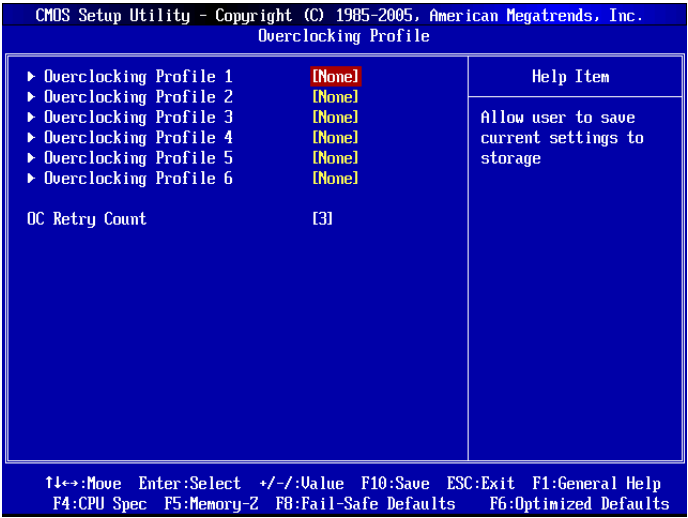 CMOS Setup Utility - Copyright (C) 1985-2005, American Megatrends, Inc.
Overclocking Profile
▶ Overclocking Profile 1 [None]
▶ Overclocking Profile 2 [None]
▶ Overclocking Profile 3 [None]
▶ Overclocking Profile 4 [None]
▶ Overclocking Profile 5 [None]
▶ Overclocking Profile 6 [None]
OC Retry Count [3]
Help Item
Allow user to save
current settings to
storage
↑↓←→:Move Enter:Select +/-/:Value F10:Save ESC:Exit F1:General Help
F4:CPU Spec F5:Memory-Z F8:Fail-Safe Defaults F6:Optimized Defaults